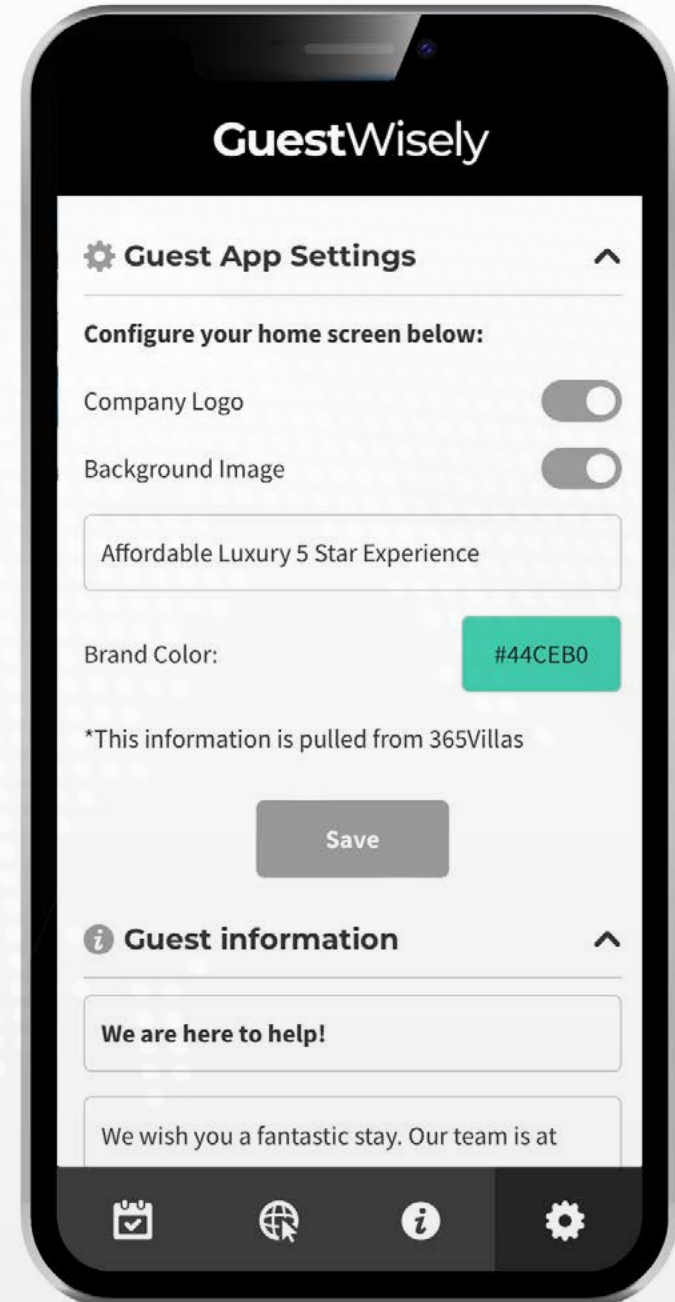 GuestWisely
Guest App Settings
Configure your home screen below:
Company Logo
Background Image
Affordable Luxury 5 Star Experience
Brand Color:
#44CEB0
*This information is pulled from 365Villas
Save
Guest information
We are here to help!
We wish you a fantastic stay. Our team is at